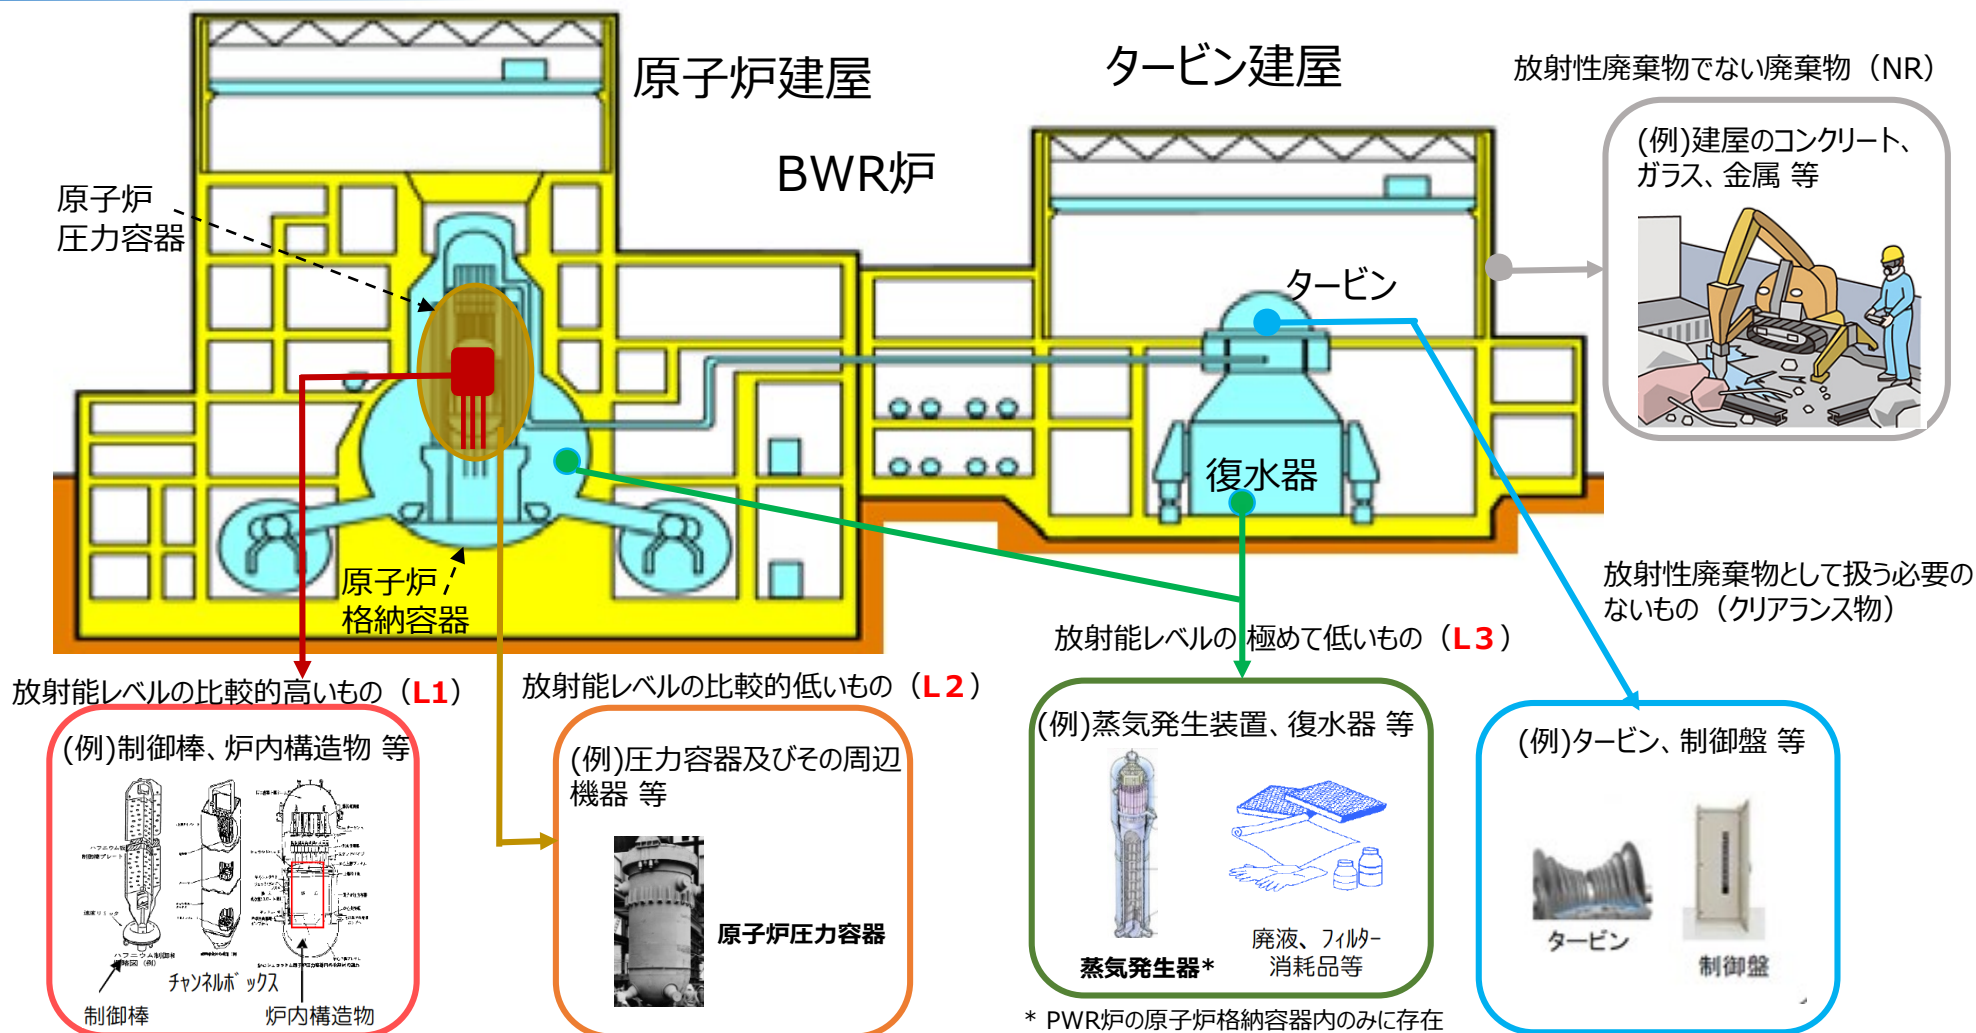 原子炉建屋
タービン建屋
BWR炉
放射性廃棄物でない廃棄物（NR）
(例)建屋のコンクリート、
ガラス、金属 等
原子炉
圧力容器
タービン
復水器
原子炉
格納容器
放射性廃棄物として扱う必要の
ないもの（クリアランス物）
放射能レベルの比較的高いもの（L1）
(例)制御棒、炉内構造物 等
チャンネルボックス
制御棒
炉内構造物
放射能レベルの比較的低いもの（L2）
(例)圧力容器及びその周辺
機器 等
原子炉圧力容器
放射能レベルの極めて低いもの（L3）
(例)蒸気発生装置、復水器 等
蒸気発生器*
廃液、フィルター
消耗品等
* PWR炉の原子炉格納容器内のみに存在
(例)タービン、制御盤 等
タービン
制御盤